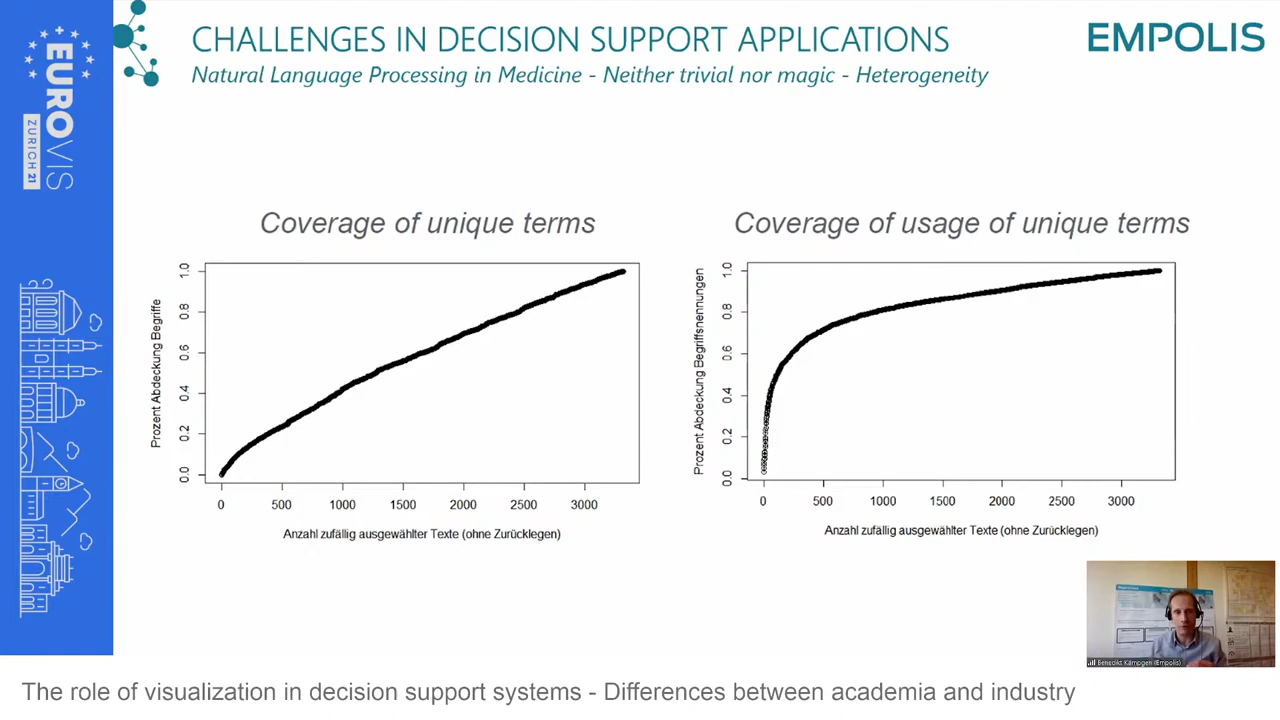 EUROVIS
ZURICH 21
CHALLENGES IN DECISION SUPPORT APPLICATIONS
Natural Language Processing in Medicine - Neither trivial nor magic - Heterogeneity
EMPOLIS
Coverage of unique terms
Prozent Abdeckung Begriffe
1.0
0.8
0.6
0.4
0.2
0.0
0 500 1000 1500 2000 2500 3000
Anzahl zufällig ausgewählter Texte (ohne Zurücklegen)
Coverage of usage of unique terms
Prozent Abdeckung Begriffsnennungen
1.0
0.8
0.6
0.4
0.2
0.0
0 500 1000 1500 2000 2500 3000
Anzahl zufällig ausgewählter Texte (ohne Zurücklegen)
Benedikt Kämpgen (Empolis)
The role of visualization in decision support systems - Differences between academia and industry